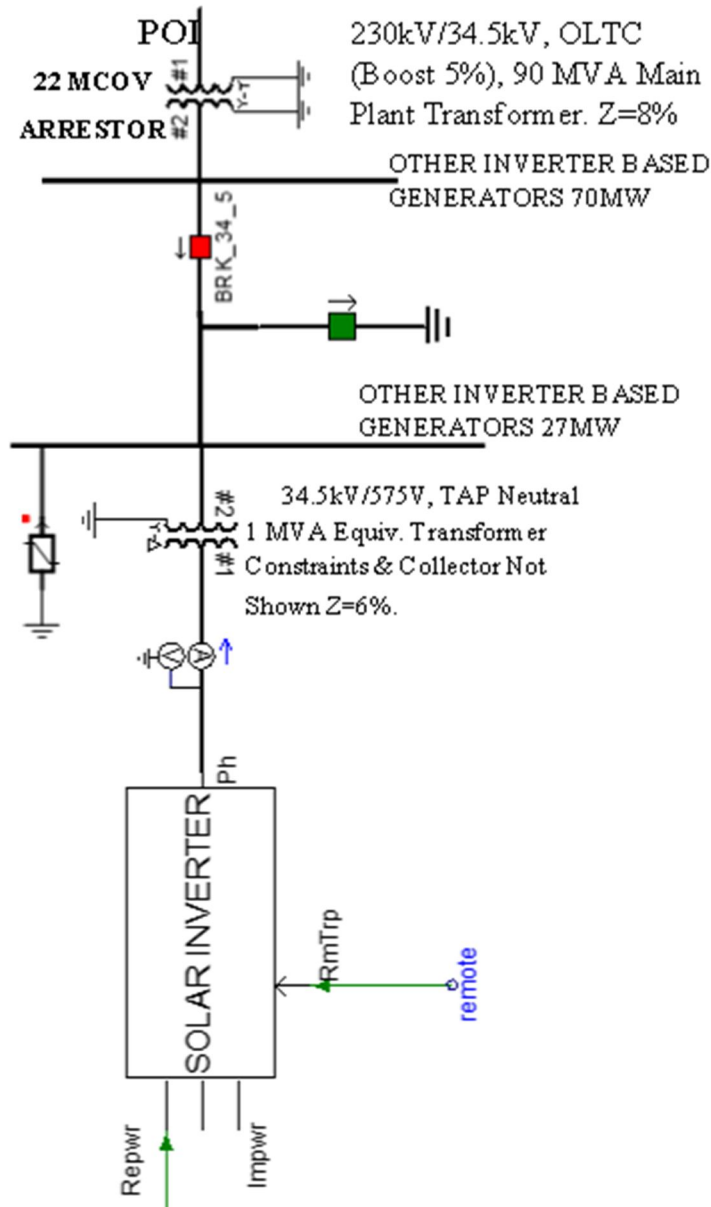 POI
230kV/34.5kV, OLTC
(Boost 5%), 90 MVA Main
Plant Transformer. Z=8%
22 MCOV
ARRESTOR
#1
#2
Y-Y
OTHER INVERTER BASED
GENERATORS 70MW
BRK_34_5
OTHER INVERTER BASED
GENERATORS 27MW
34.5kV/575V, TAP Neutral
1 MVA Equiv. Transformer
Constraints & Collector Not
Shown Z=6%.
#2
#1
Y
V
A
Ph
SOLAR INVERTER
RmTrp
remote
Repwr
Impwr